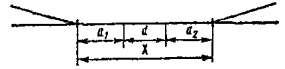 a₁ d a₂
X